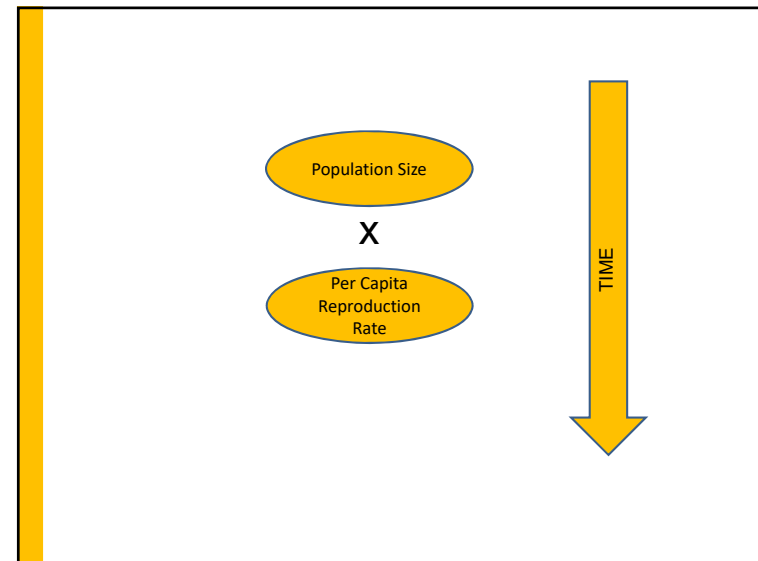 Population Size
X
Per Capita
Reproduction
Rate
TIME